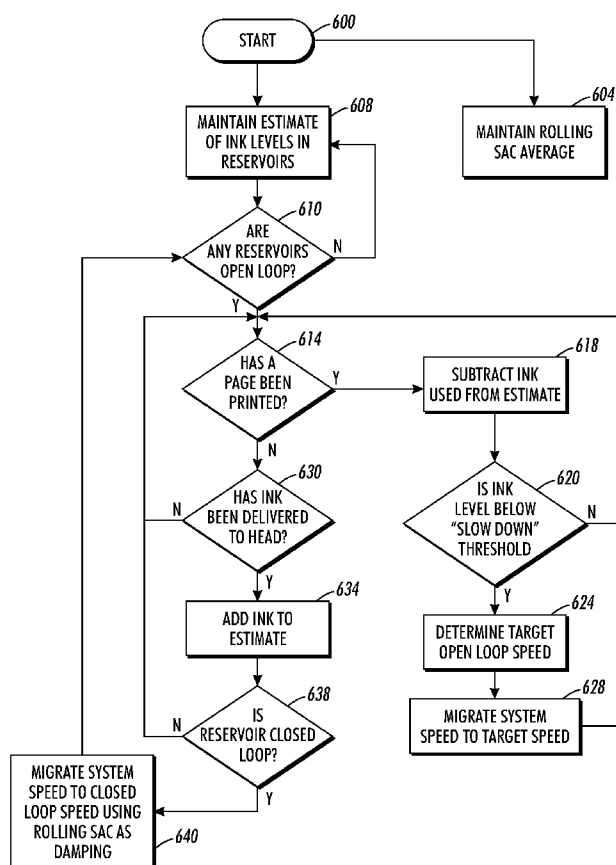 START
600
MAINTAIN ESTIMATE
OF INK LEVELS IN
RESERVOIRS
608
MAINTAIN ROLLING
SAC AVERAGE
604
ARE
ANY RESERVOIRS
OPEN LOOP?
610
N
Y
HAS A
PAGE BEEN
PRINTED?
614
Y
N
SUBTRACT INK
USED FROM ESTIMATE
618
HAS INK
BEEN DELIVERED
TO HEAD?
630
N
Y
IS INK
LEVEL BELOW
"SLOW DOWN"
THRESHOLD
620
N
Y
ADD INK TO
ESTIMATE
634
DETERMINE TARGET
OPEN LOOP SPEED
624
IS
RESERVOIR CLOSED
LOOP?
638
N
Y
MIGRATE SYSTEM
SPEED TO TARGET SPEED
628
MIGRATE SYSTEM
SPEED TO CLOSED
LOOP SPEED USING
ROLLING SAC AS
DAMPING
640